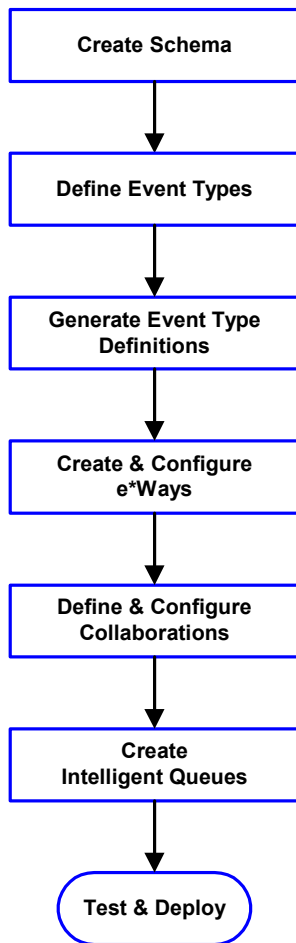 Create Schema
Define Event Types
Generate Event Type
Definitions
Create & Configure
e*Ways
Define & Configure
Collaborations
Create
Intelligent Queues
Test & Deploy